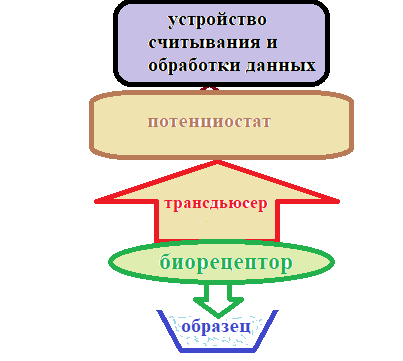 устройство
считывания и
обработки данных
потенциостат
трансдьюсер
биорецептор
образец